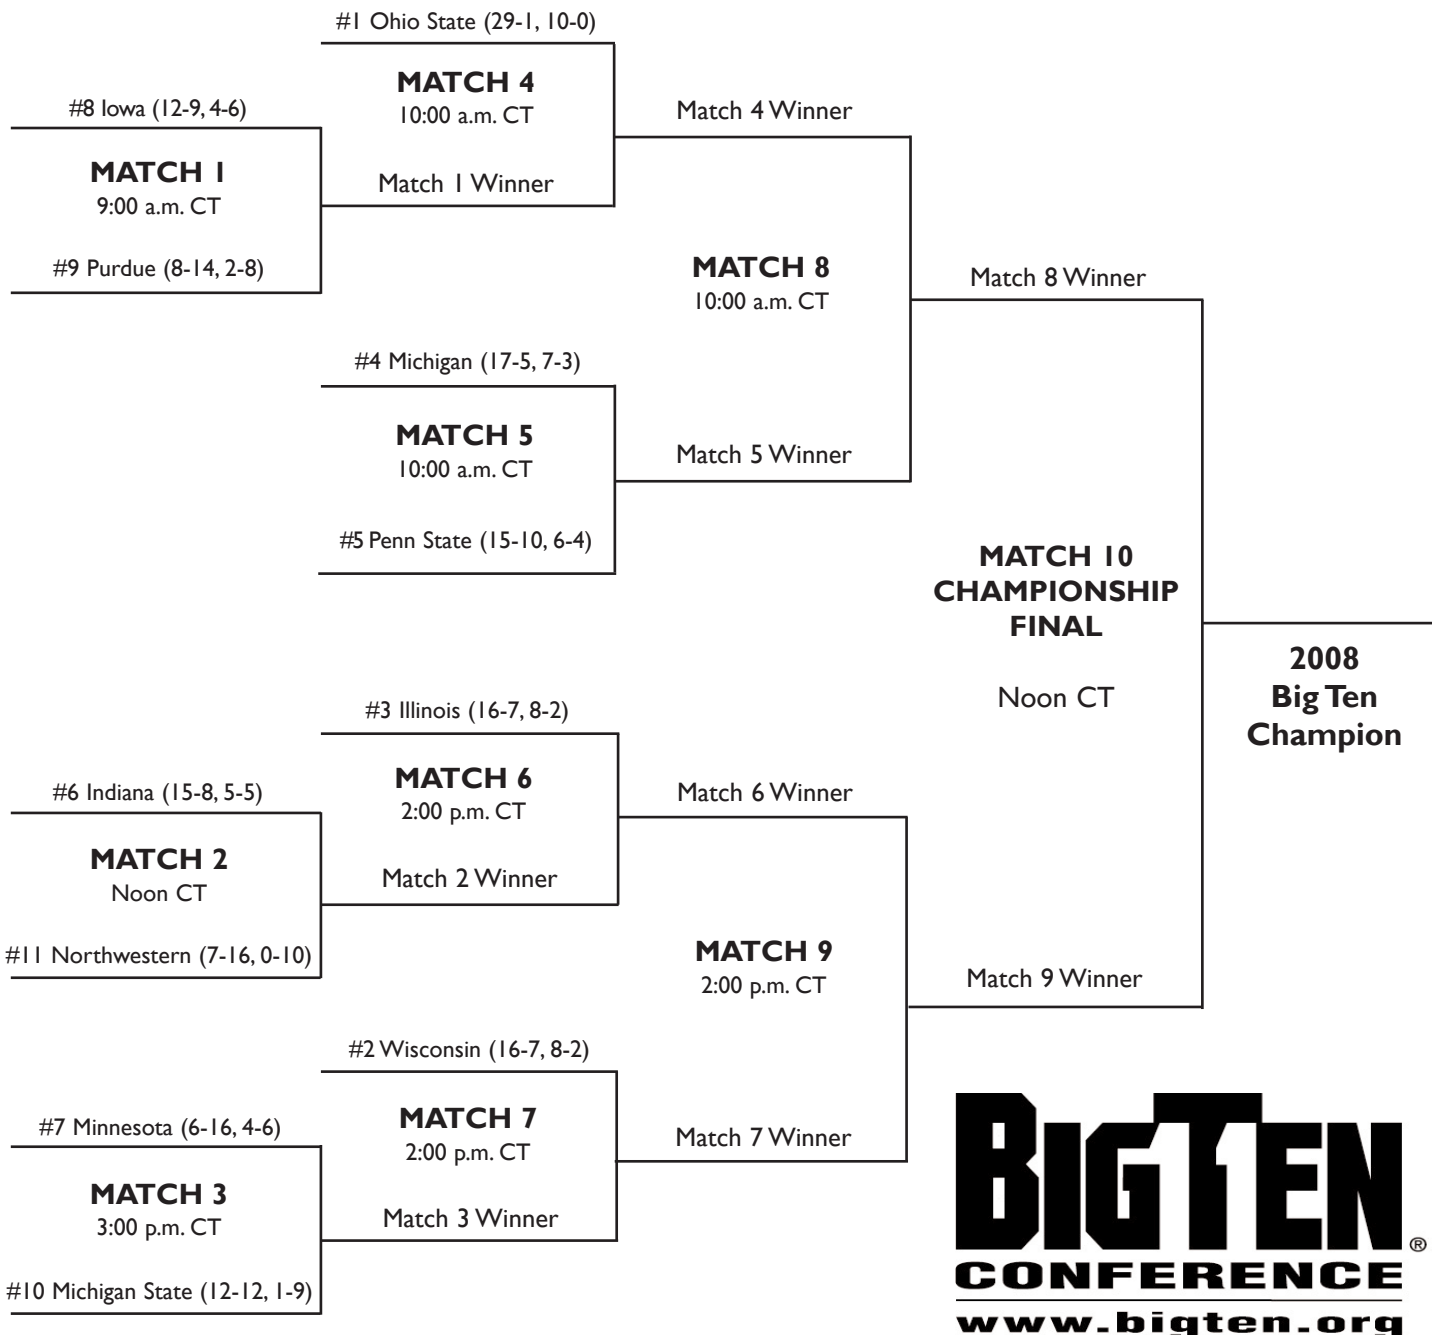 #1 Ohio State (29-1, 10-0)
MATCH 4
10:00 a.m. CT
Match 1 Winner
#8 Iowa (12-9, 4-6)
MATCH 1
9:00 a.m. CT
#9 Purdue (8-14, 2-8)
Match 4 Winner
MATCH 8
10:00 a.m. CT
Match 8 Winner
#4 Michigan (17-5, 7-3)
MATCH 5
10:00 a.m. CT
Match 5 Winner
#5 Penn State (15-10, 6-4)
MATCH 10
CHAMPIONSHIP
FINAL
Noon CT
2008
Big Ten
Champion
#3 Illinois (16-7, 8-2)
MATCH 6
2:00 p.m. CT
Match 6 Winner
#6 Indiana (15-8, 5-5)
MATCH 2
Noon CT
Match 2 Winner
#11 Northwestern (7-16, 0-10)
MATCH 9
2:00 p.m. CT
Match 9 Winner
#2 Wisconsin (16-7, 8-2)
MATCH 7
2:00 p.m. CT
Match 7 Winner
#7 Minnesota (6-16, 4-6)
MATCH 3
3:00 p.m. CT
Match 3 Winner
#10 Michigan State (12-12, 1-9)
BIGTEN ®
CONFERENCE
www.bigten.org